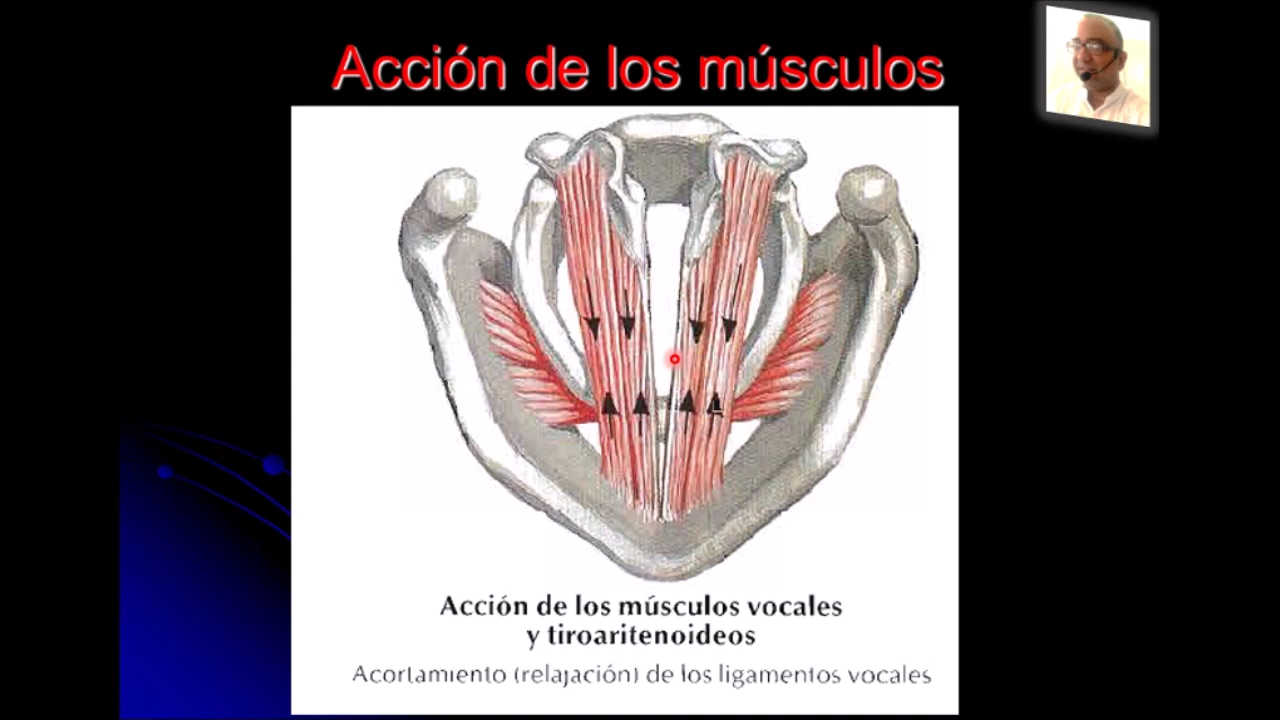 Acción de los músculos
Acción de los músculos vocales
y tiroaritenoideos
Acortamiento (relajación) de los ligamentos vocales